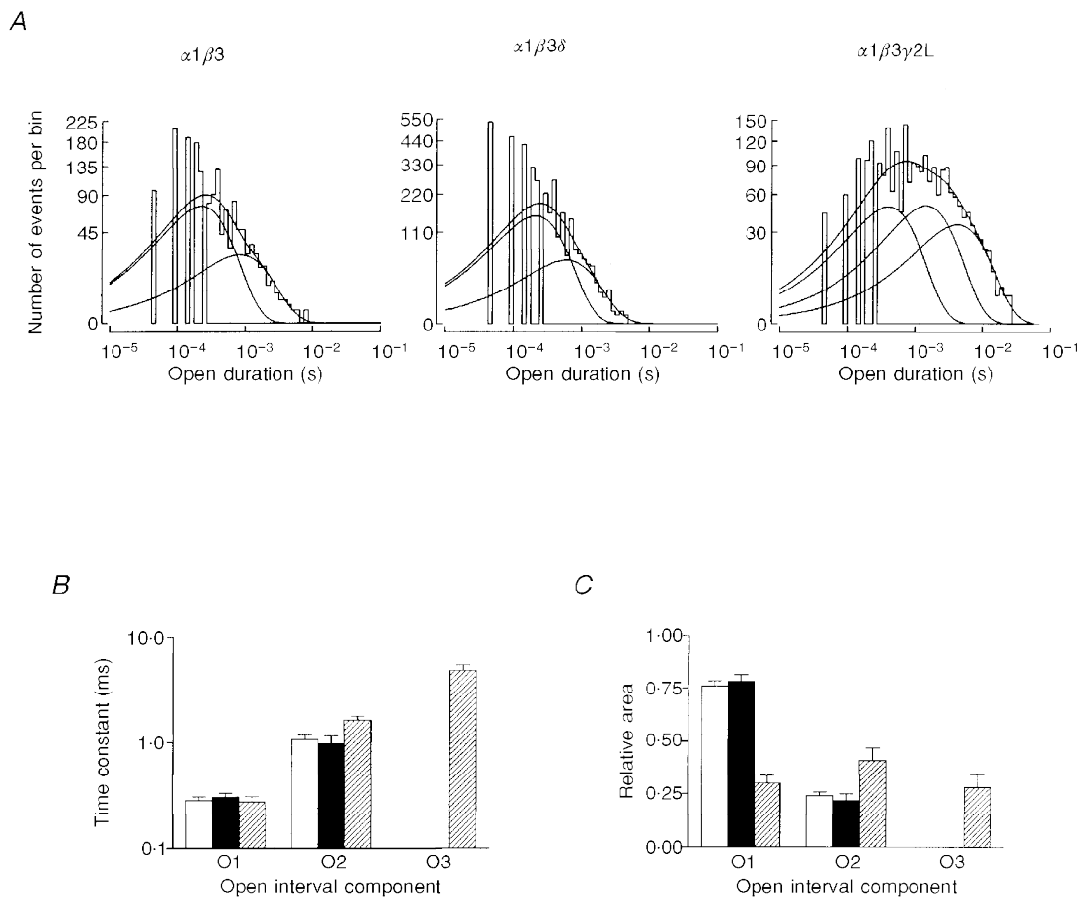 A
α1β3
α1β3δ
α1β3γ2L
Number of events per bin
225
180
135
90
45
0
10⁻⁵
10⁻⁴
10⁻³
10⁻²
10⁻¹
Open duration (s)
550
440
330
220
110
0
10⁻⁵
10⁻⁴
10⁻³
10⁻²
10⁻¹
Open duration (s)
150
120
90
60
30
0
10⁻⁵
10⁻⁴
10⁻³
10⁻²
10⁻¹
Open duration (s)
B
Time constant (ms)
10·0
1·0
0·1
O1
O2
O3
Open interval component
C
Relative area
1·00
0·75
0·50
0·25
0·00
O1
O2
O3
Open interval component